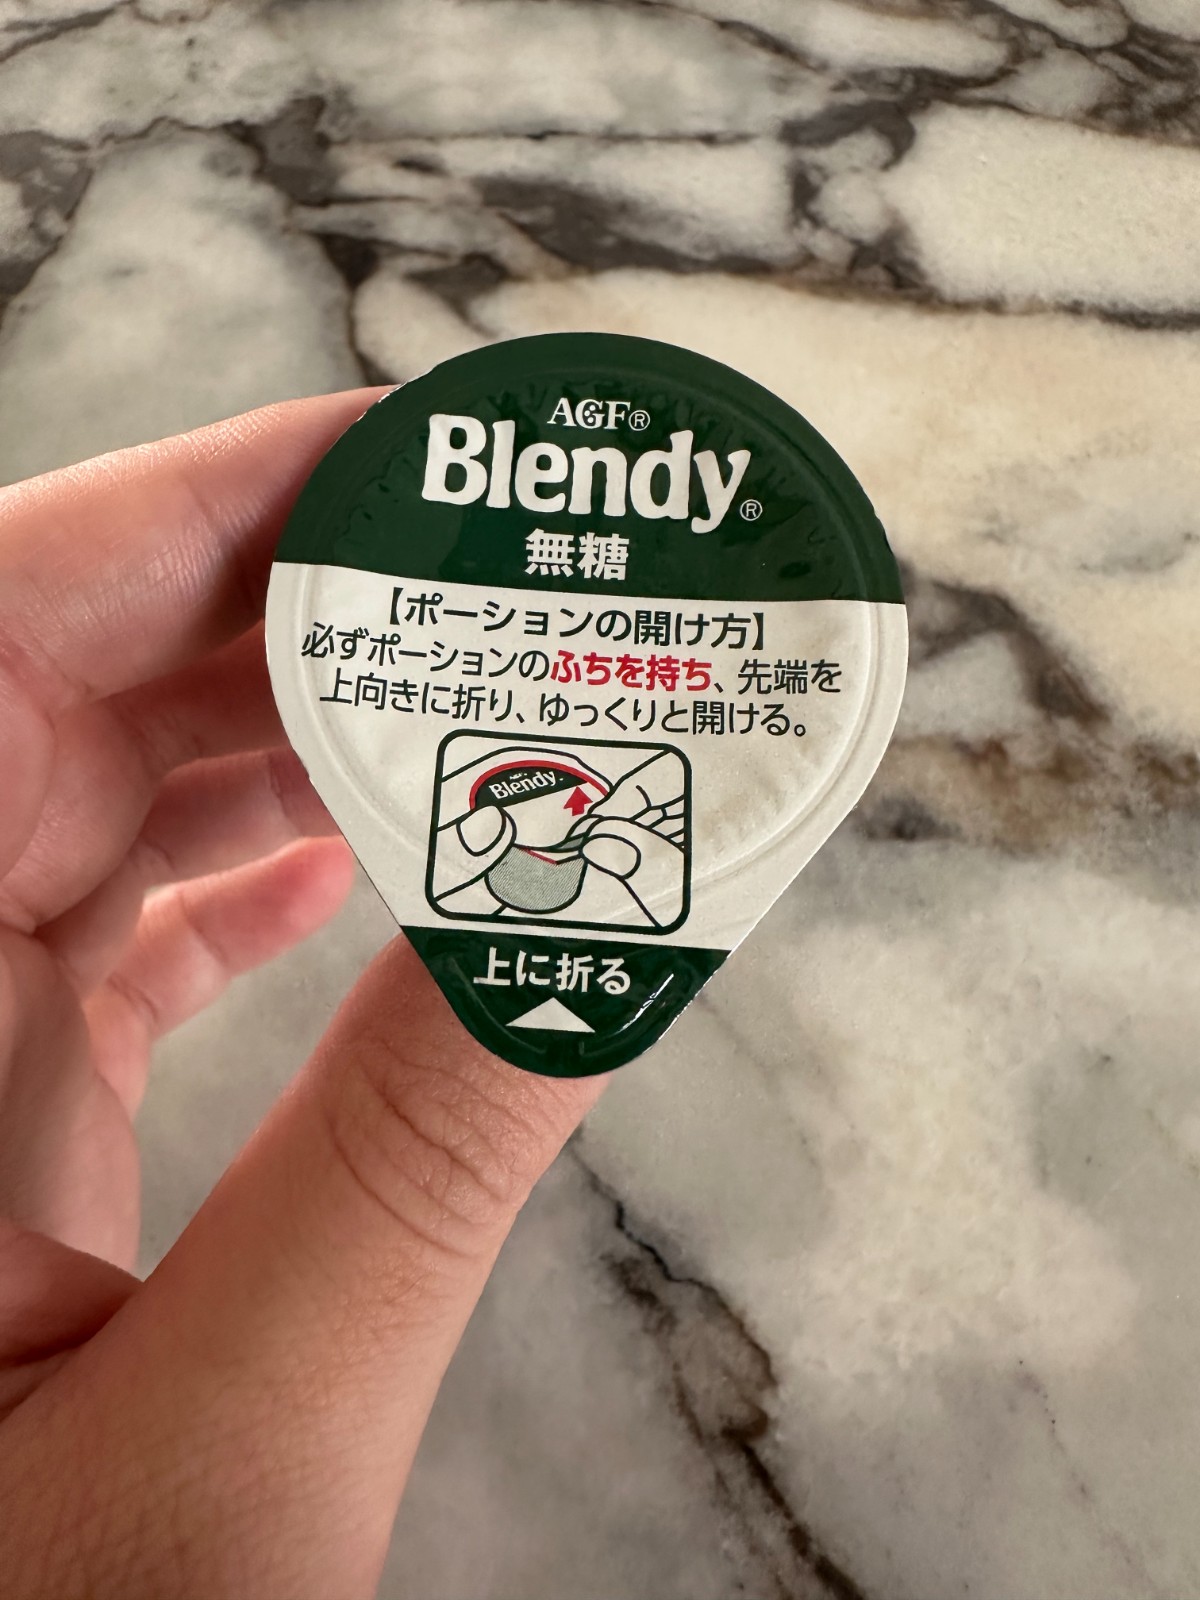 AGF®
Blendy®
無糖
【ポーションの開け方】
必ずポーションのふちを持ち、先端を
上向きに折り、ゆっくりと開ける。
AGF
Blendy
上に折る